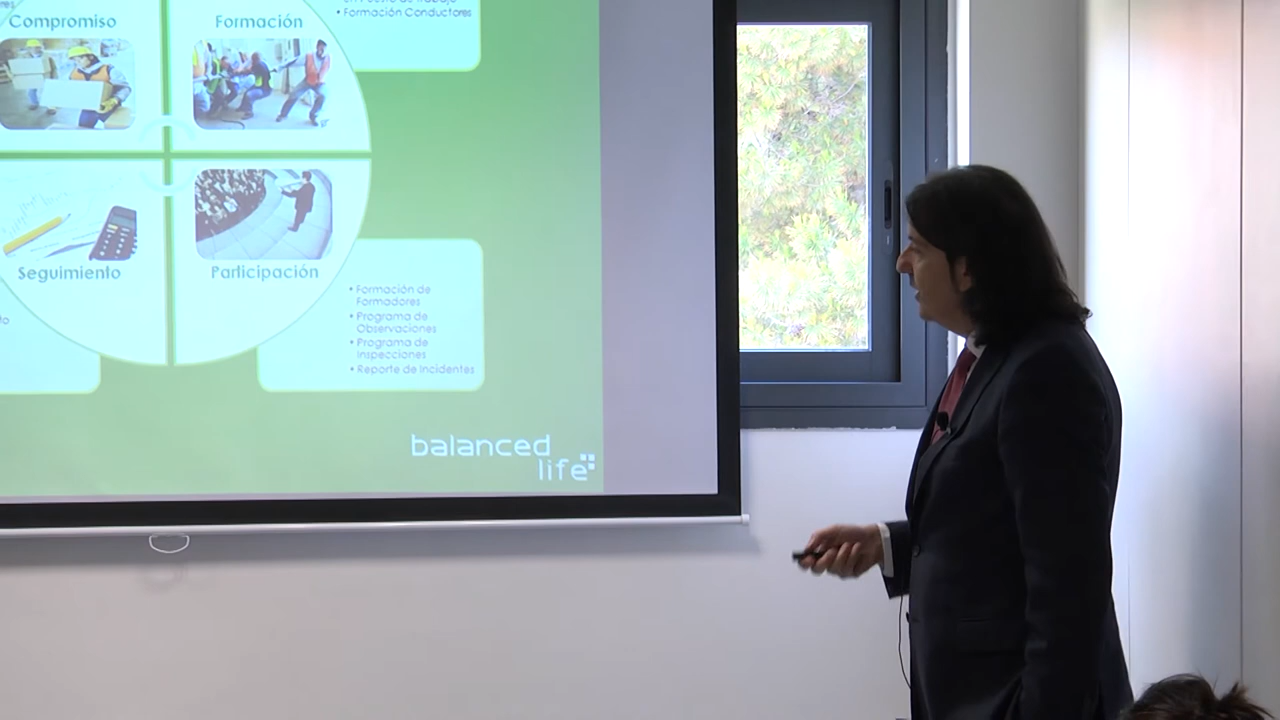 Compromiso
Formación
• Formación Conductores
Seguimiento
Participación
• Formación de
Formadores
• Programa de
Observaciones
• Programa de
Inspecciones
• Reporte de Incidentes
balanced
life